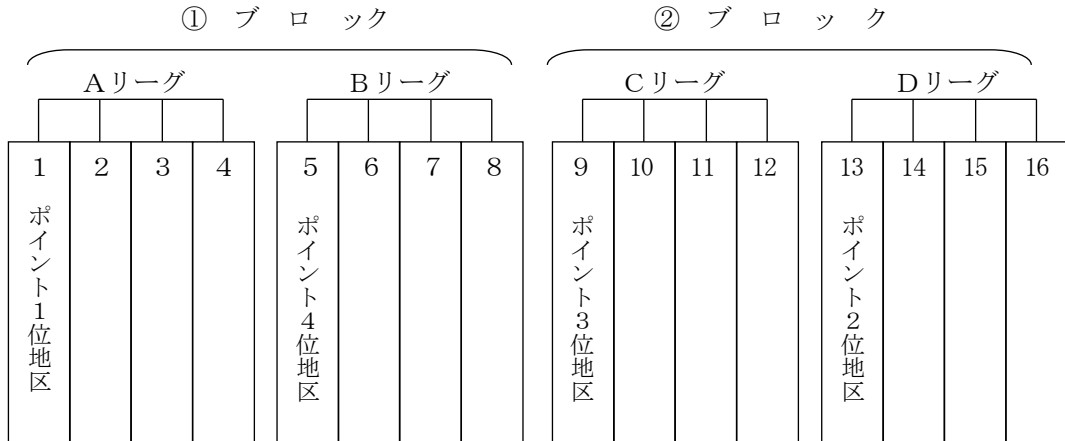 ① ブロック ② ブロック
Aリーグ Bリーグ Cリーグ Dリーグ
1 2 3 4 5 6 7 8 9 10 11 12 13 14 15 16
ポイント1位地区
ポイント4位地区
ポイント3位地区
ポイント2位地区